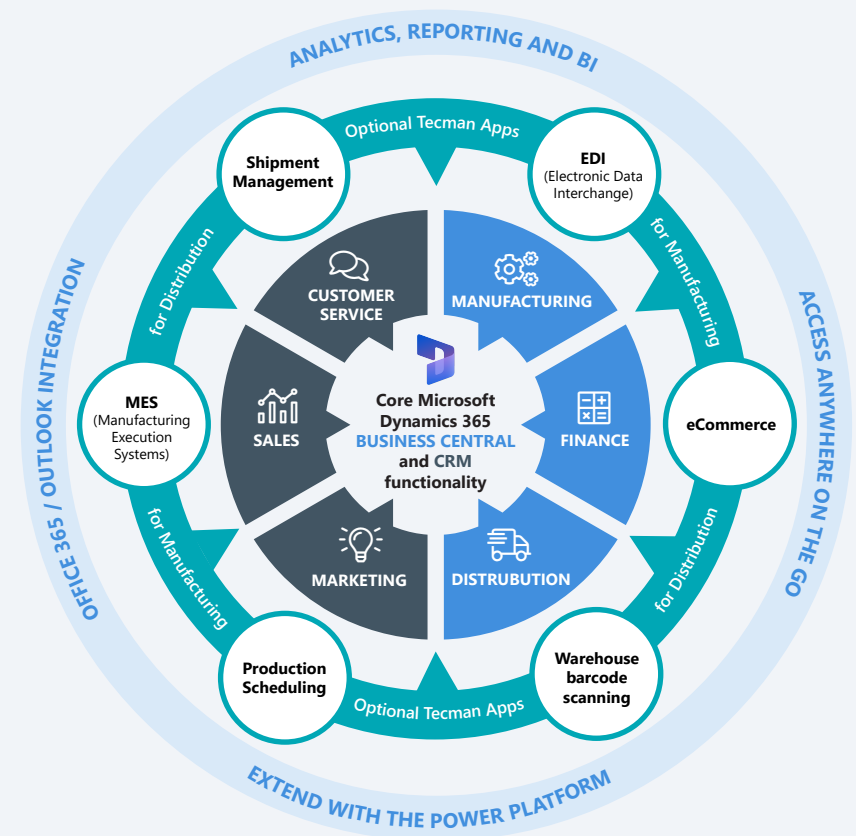 ANALYTICS, REPORTING AND BI
Optional Tecman Apps
Shipment
Management
EDI
(Electronic Data
Interchange)
for Distribution
for Manufacturing
CUSTOMER
SERVICE
MANUFACTURING
OFFICE 365 / OUTLOOK INTEGRATION
ACCESS ANYWHERE ON THE GO
MES
(Manufacturing
Execution
Systems)
SALES
Core Microsoft
Dynamics 365
BUSINESS CENTRAL
and CRM
functionality
FINANCE
eCommerce
MARKETING
DISTRUBUTION
for Manufacturing
for Distribution
Production
Scheduling
Warehouse
barcode
scanning
Optional Tecman Apps
EXTEND WITH THE POWER PLATFORM